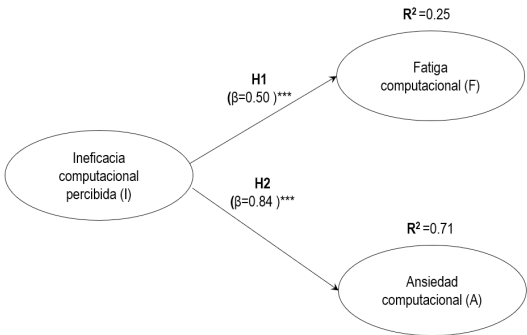 R² =0.25
Fatiga
computacional (F)
H1
(β=0.50 )***
Ineficacia
computacional
percibida (I)
H2
(β=0.84 )***
R² =0.71
Ansiedad
computacional (A)